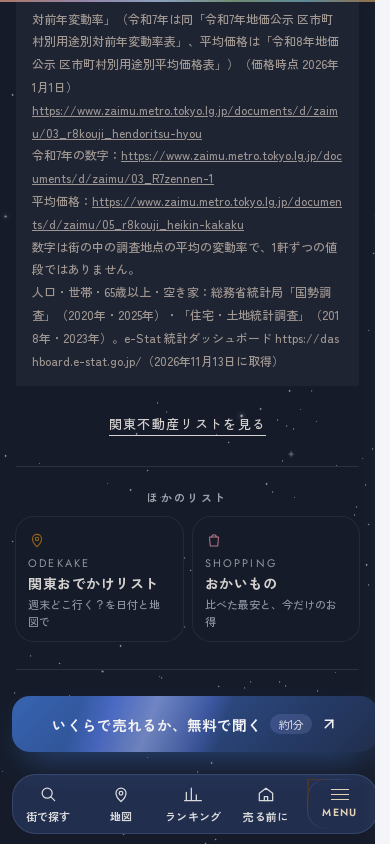 対前年変動率」（令和7年は同「令和7年地価公示 区市町
村別用途別対前年変動率表」、平均価格は「令和8年地価
公示 区市町村別用途別平均価格表」）（価格時点 2026年
1月1日）
https://www.zaimu.metro.tokyo.lg.jp/documents/d/zaim
u/03_r8kouji_hendoritsu-hyou
令和7年の数字：https://www.zaimu.metro.tokyo.lg.jp/doc
uments/d/zaimu/03_R7zennen-1
平均価格：https://www.zaimu.metro.tokyo.lg.jp/documen
ts/d/zaimu/05_r8kouji_heikin-kakaku
数字は街の中の調査地点の平均の変動率で、1軒ずつの値
段ではありません。
人口・世帯・65歳以上・空き家：総務省統計局「国勢調
査」（2020年・2025年）・「住宅・土地統計調査」（201
8年・2023年）。e-Stat 統計ダッシュボード https://das
hboard.e-stat.go.jp/（2026年11月13日に取得）
関東不動産リストを見る
ほかのリスト
ODEKAKE
関東おでかけリスト
週末どこ行く？を日付と地
図で
SHOPPING
おかいもの
比べた最安と、今だけのお
得
いくらで売れるか、無料で聞く 約1分
街で探す 地図 ランキング 売る前に MENU